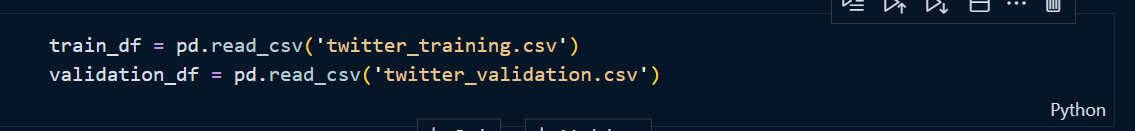 train_df = pd.read_csv('twitter_training.csv')
validation_df = pd.read_csv('twitter_validation.csv')
Python